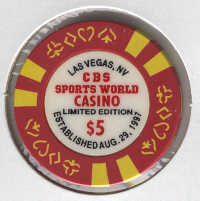 LAS VEGAS, NV
CBS
SPORTS WORLD
CASINO
LIMITED EDITION
$5
ESTABLISHED AUG. 29, 1997